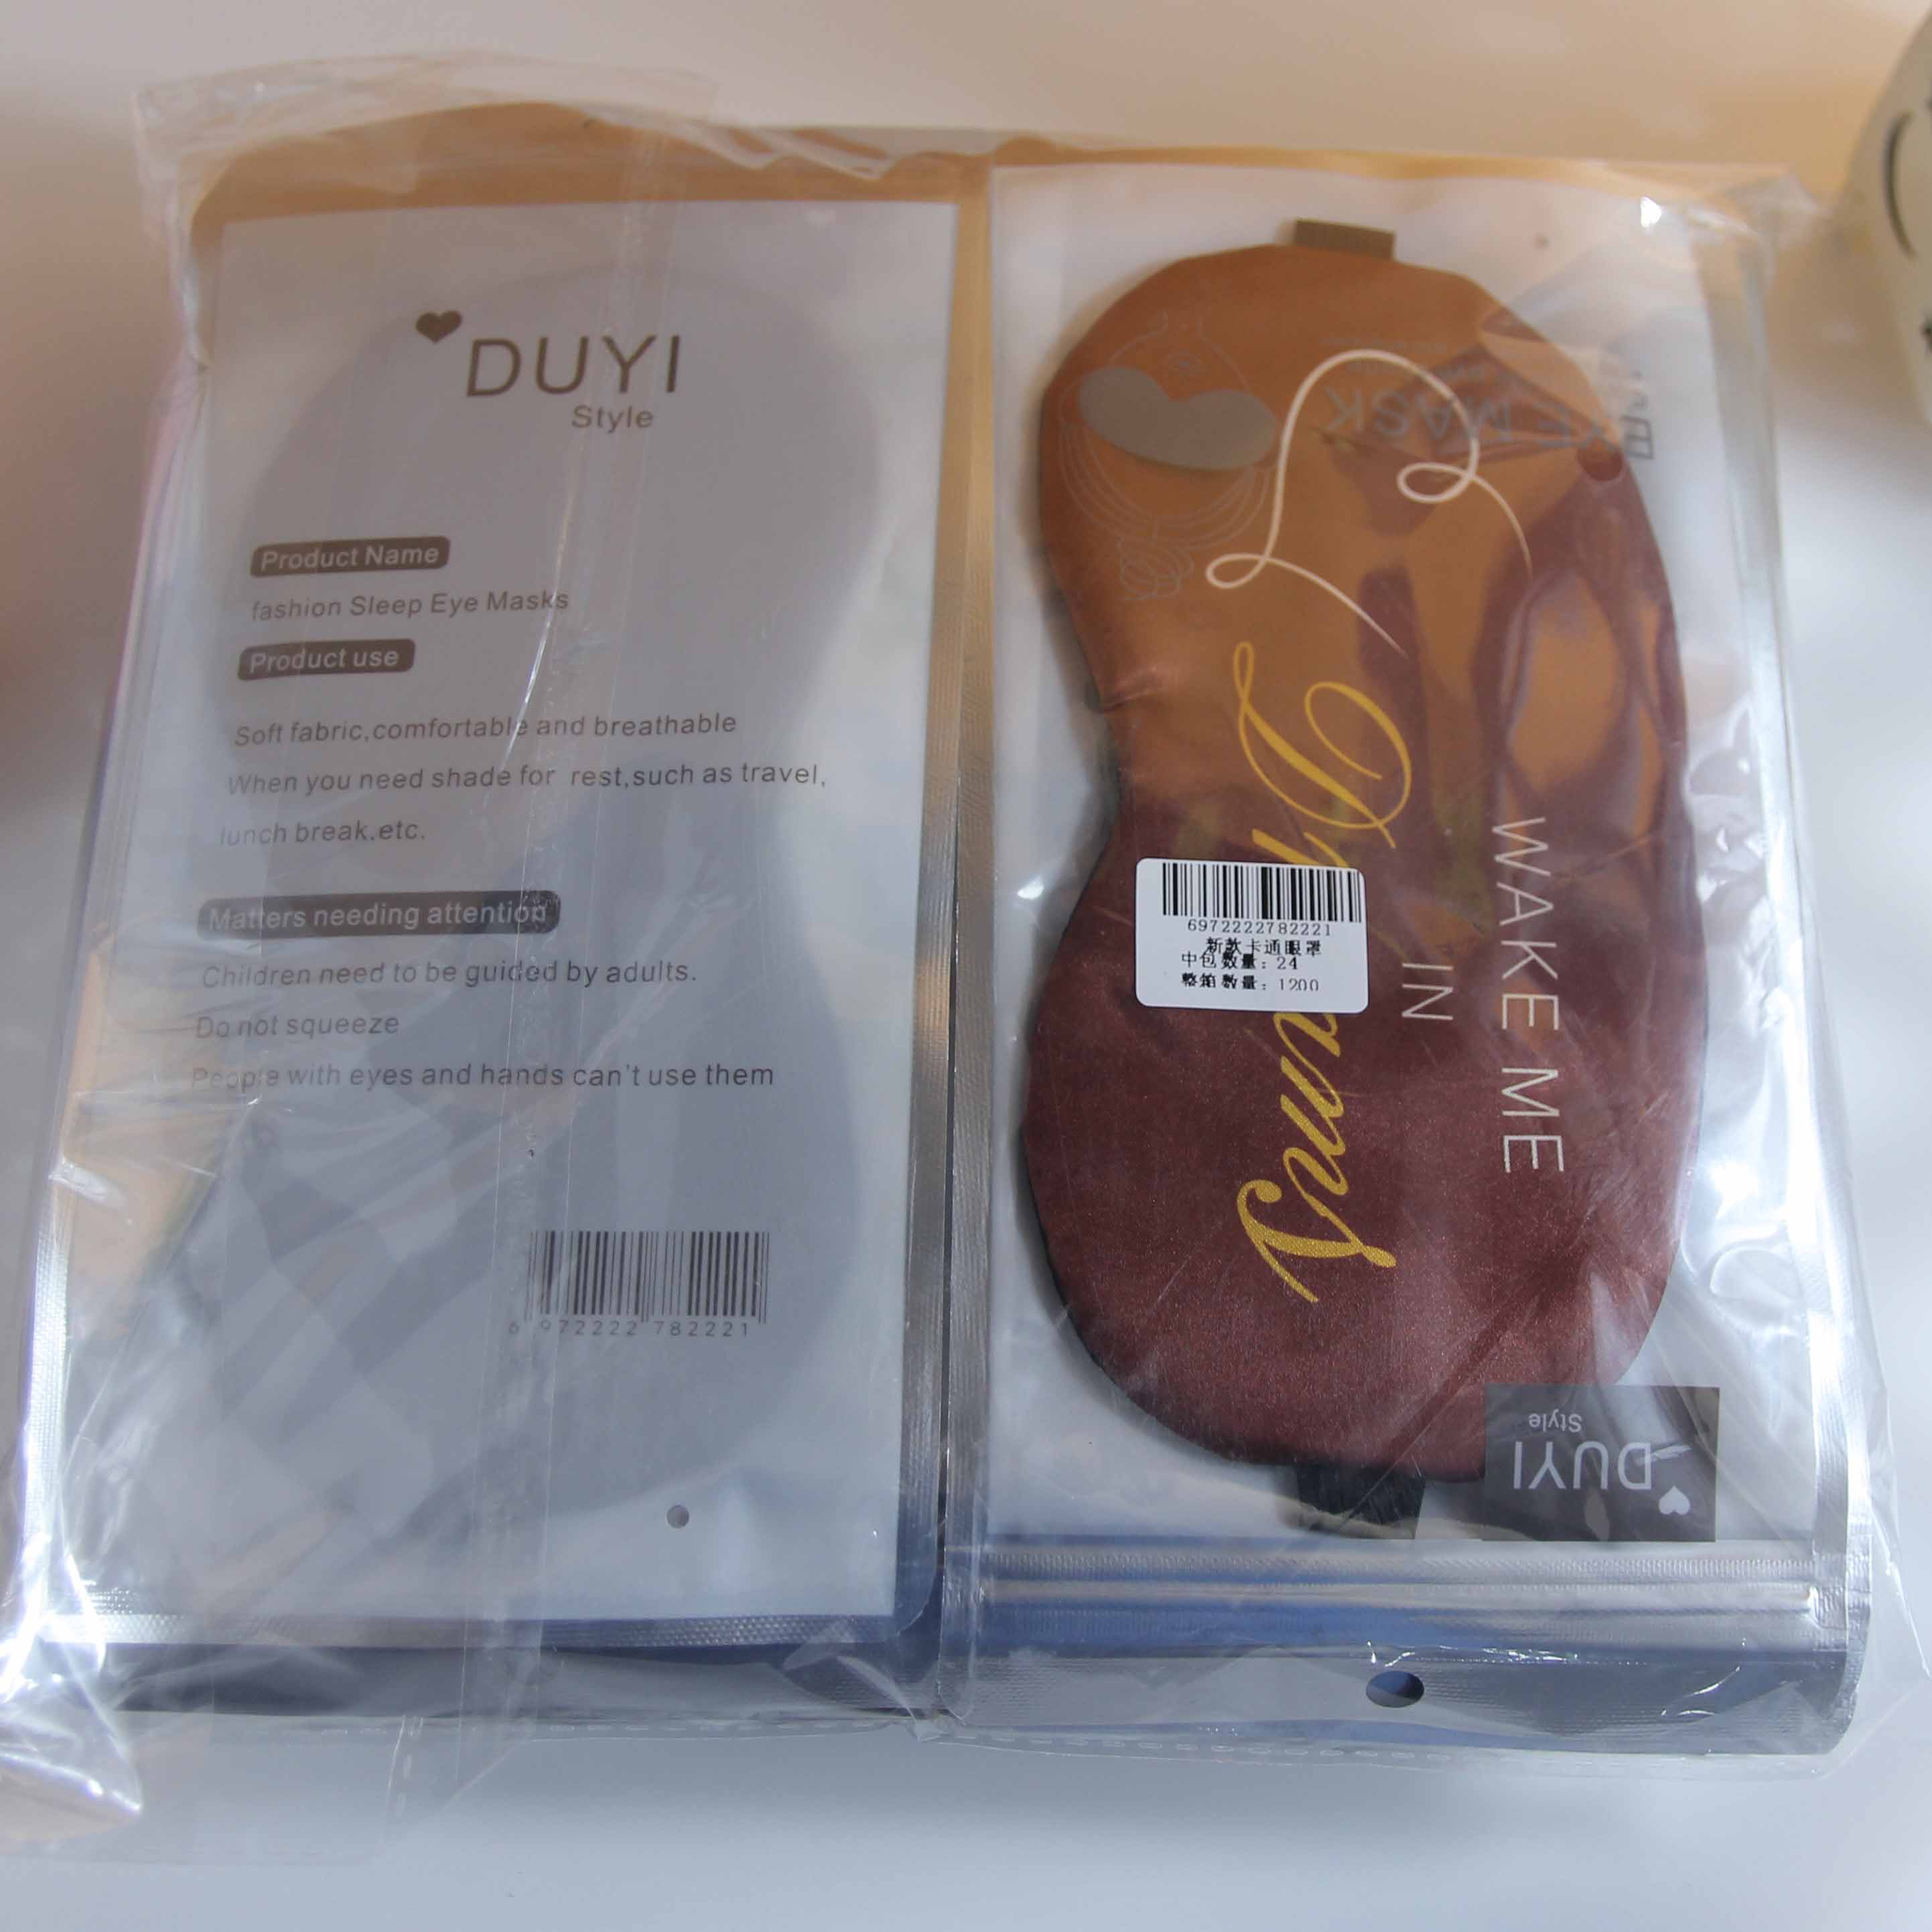 DUYI
Style
Product Name
fashion Sleep Eye Masks
Product use
Soft fabric,comfortable and breathable
When you need shade for rest,such as travel,
lunch break,etc.
Matters needing attention
Children need to be guided by adults.
Do not squeeze
People with eyes and hands can't use them
6 972222 782221
EYE MASK
WAKE ME
IN
6972222782221
新款卡通眼罩
中包数量：24
整箱数量：1200
DUYI
Style